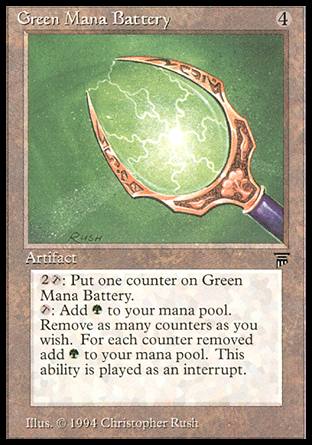 Green Mana Battery 4
RUSH
Artifact
2 : Put one counter on Green
Mana Battery.
: Add to your mana pool.
Remove as many counters as you
wish. For each counter removed
add to your mana pool. This
ability is played as an interrupt.
Illus. © 1994 Christopher Rush